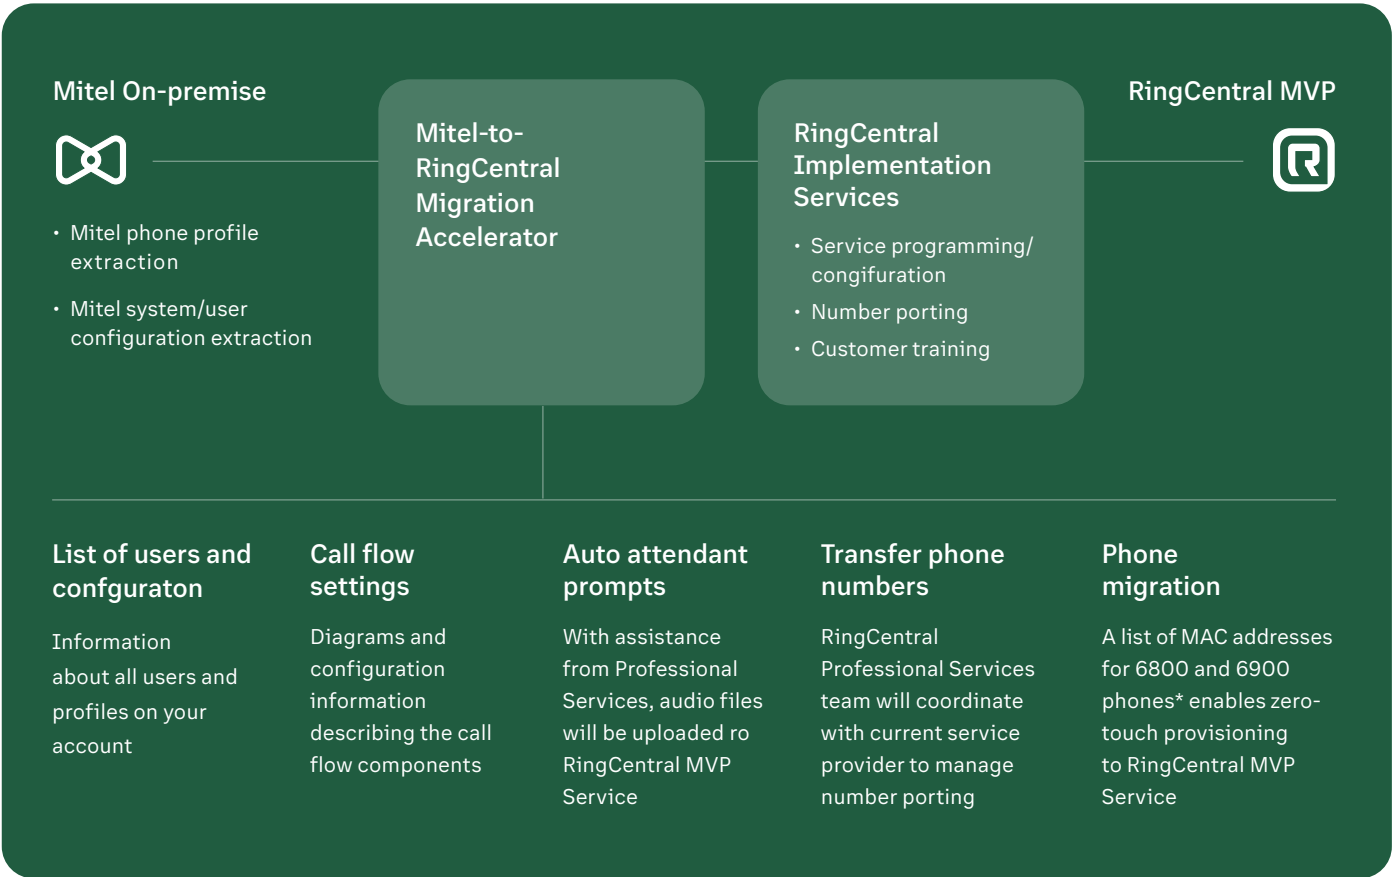 Mitel On-premise
• Mitel phone profile
extraction
• Mitel system/user
configuration extraction
Mitel-to-
RingCentral
Migration
Accelerator
RingCentral
Implementation
Services
• Service programming/
congifuration
• Number porting
• Customer training
RingCentral MVP
List of users and
confguraton
Information
about all users and
profiles on your
account
Call flow
settings
Diagrams and
configuration
information
describing the call
flow components
Auto attendant
prompts
With assistance
from Professional
Services, audio files
will be uploaded ro
RingCentral MVP
Service
Transfer phone
numbers
RingCentral
Professional Services
team will coordinate
with current service
provider to manage
number porting
Phone
migration
A list of MAC addresses
for 6800 and 6900
phones* enables zero-
touch provisioning
to RingCentral MVP
Service